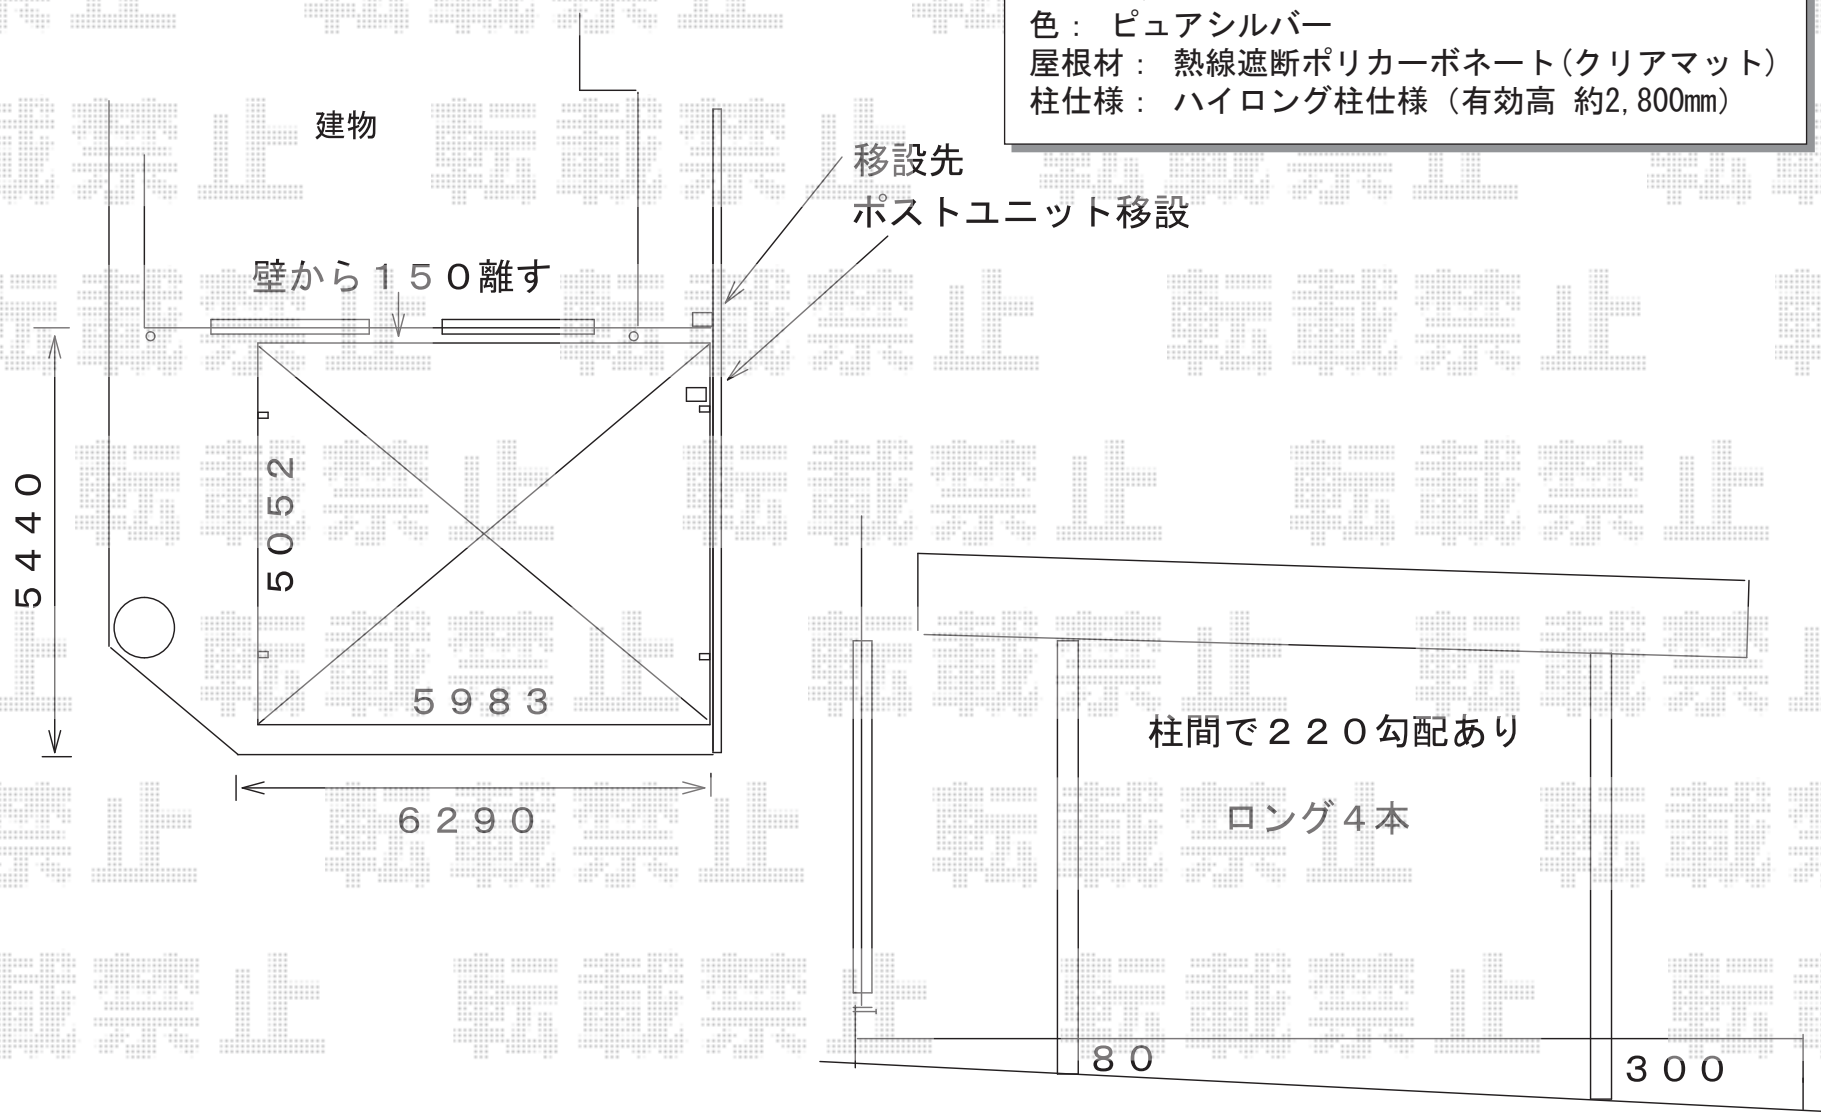 色： ピュアシルバー
屋根材： 熱線遮断ポリカーボネート(クリアマット)
柱仕様： ハイロング柱仕様（有効高 約2,800mm）
建物
移設先
ポストユニット移設
壁から１５０離す
５４４０
５０５２
５９８３
６２９０
柱間で２２０勾配あり
ロング４本
８０
３００
転載禁止